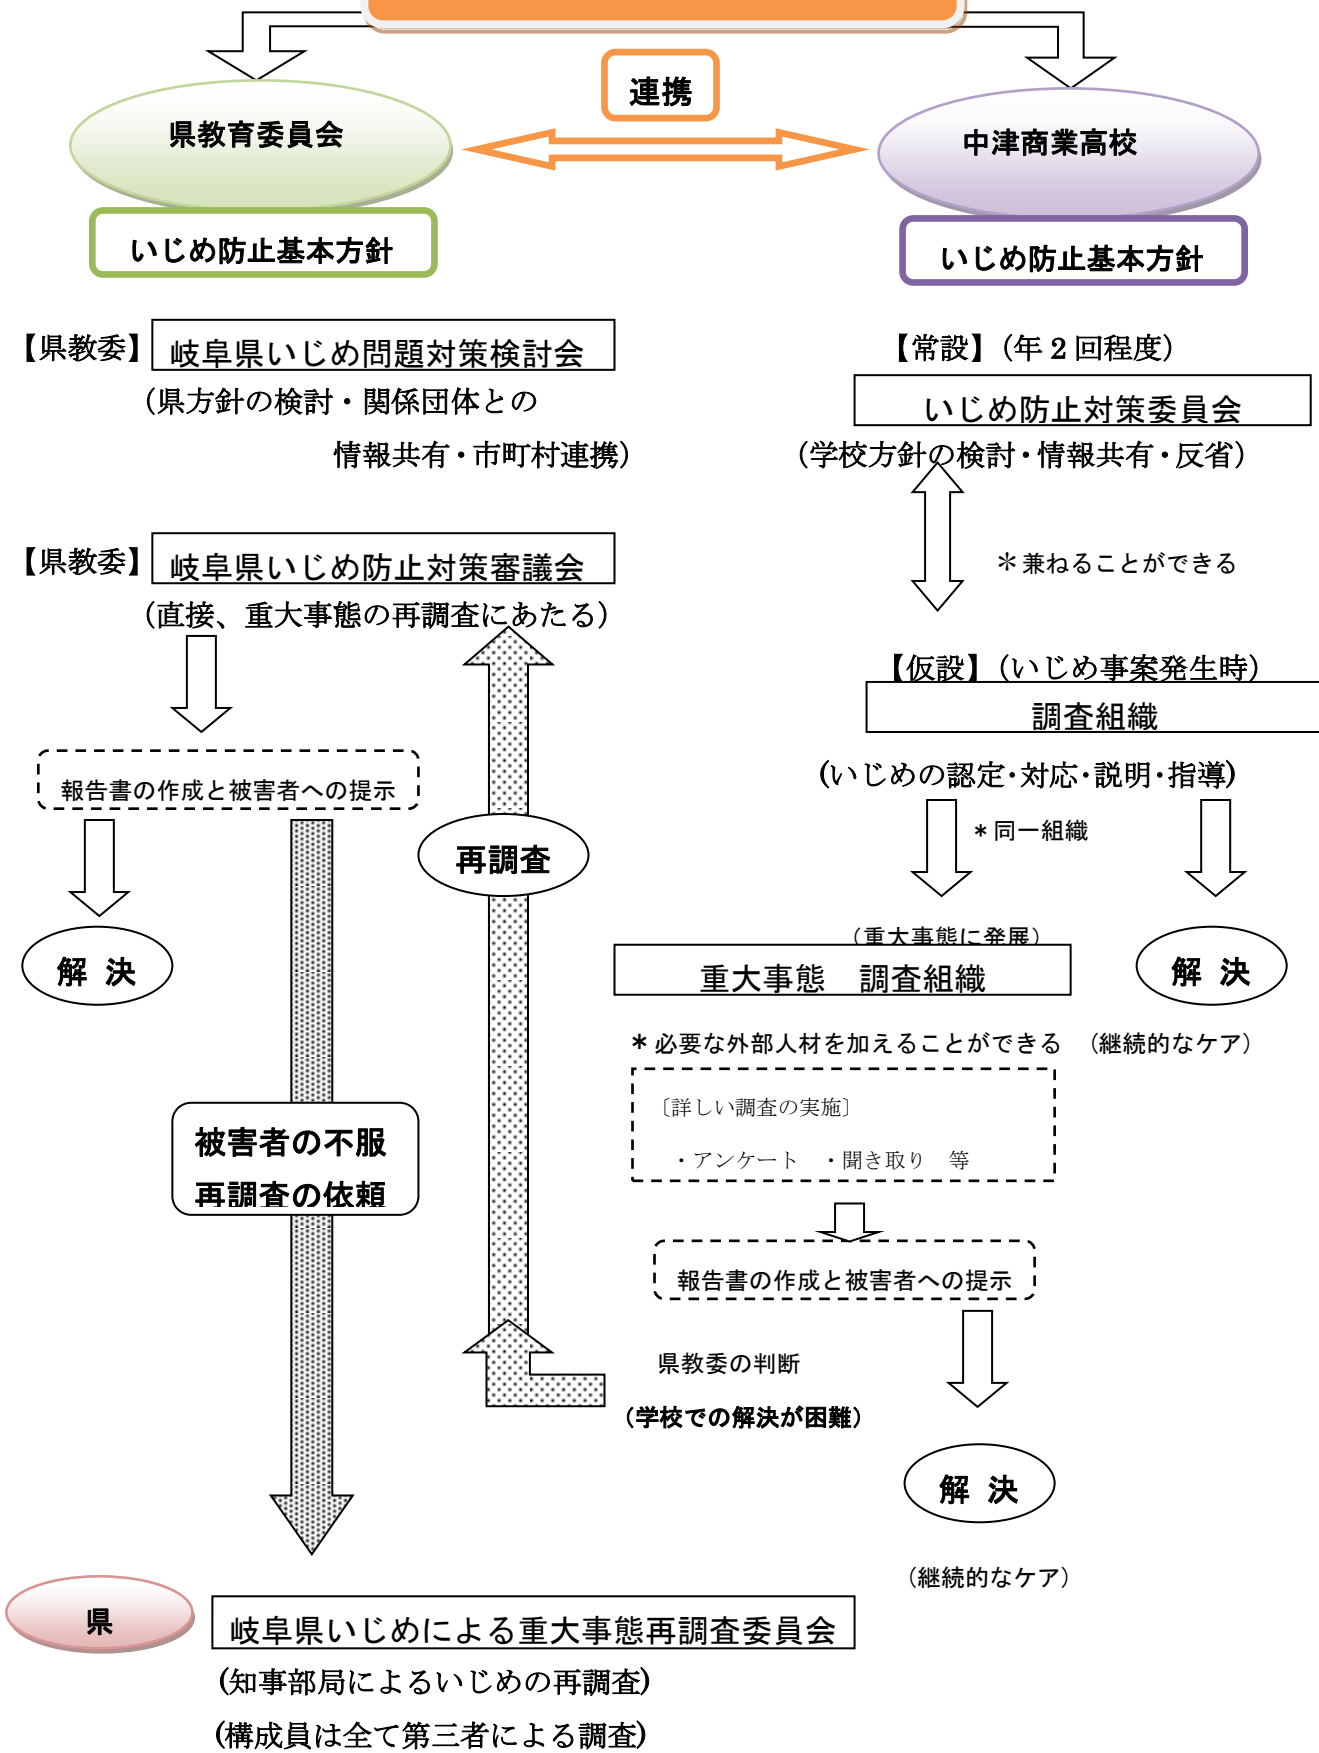 連携
県教育委員会
中津商業高校
いじめ防止基本方針
いじめ防止基本方針
【県教委】
岐阜県いじめ問題対策検討会
（県方針の検討・関係団体との
情報共有・市町村連携）
【県教委】
岐阜県いじめ防止対策審議会
（直接、重大事態の再調査にあたる）
報告書の作成と被害者への提示
再調査
解 決
被害者の不服
再調査の依頼
【常設】（年２回程度）
いじめ防止対策委員会
（学校方針の検討・情報共有・反省）
＊兼ねることができる
【仮設】（いじめ事案発生時）
調査組織
（いじめの認定・対応・説明・指導）
＊同一組織
（重大事態に発展）
重大事態　調査組織
解 決
＊必要な外部人材を加えることができる
（継続的なケア）
〔詳しい調査の実施〕
・アンケート　・聞き取り　等
報告書の作成と被害者への提示
県教委の判断
（学校での解決が困難）
解 決
（継続的なケア）
県
岐阜県いじめによる重大事態再調査委員会
（知事部局によるいじめの再調査）
（構成員は全て第三者による調査）